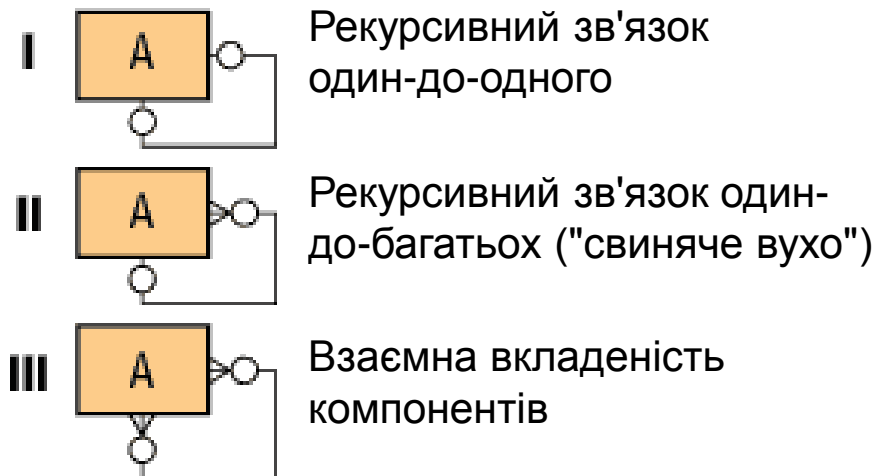 I
A
Рекурсивний зв'язок
один-до-одного
II
A
Рекурсивний зв'язок один-
до-багатьох ("свиняче вухо")
III
A
Взаємна вкладеність
компонентів